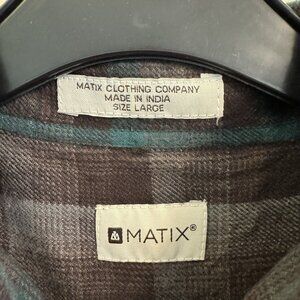 MATIX CLOTHING COMPANY
MADE IN INDIA
SIZE LARGE
MATIX®